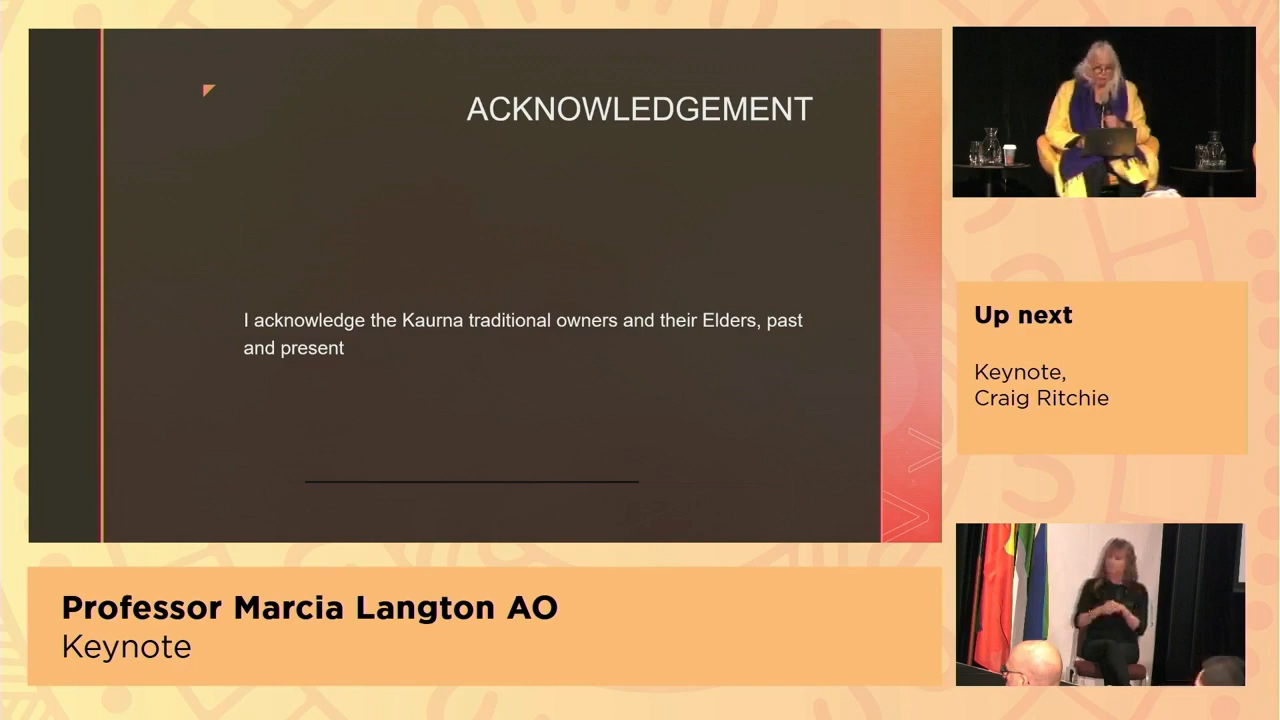 ACKNOWLEDGEMENT
I acknowledge the Kaurna traditional owners and their Elders, past
and present
Up next
Keynote,
Craig Ritchie
Professor Marcia Langton AO
Keynote